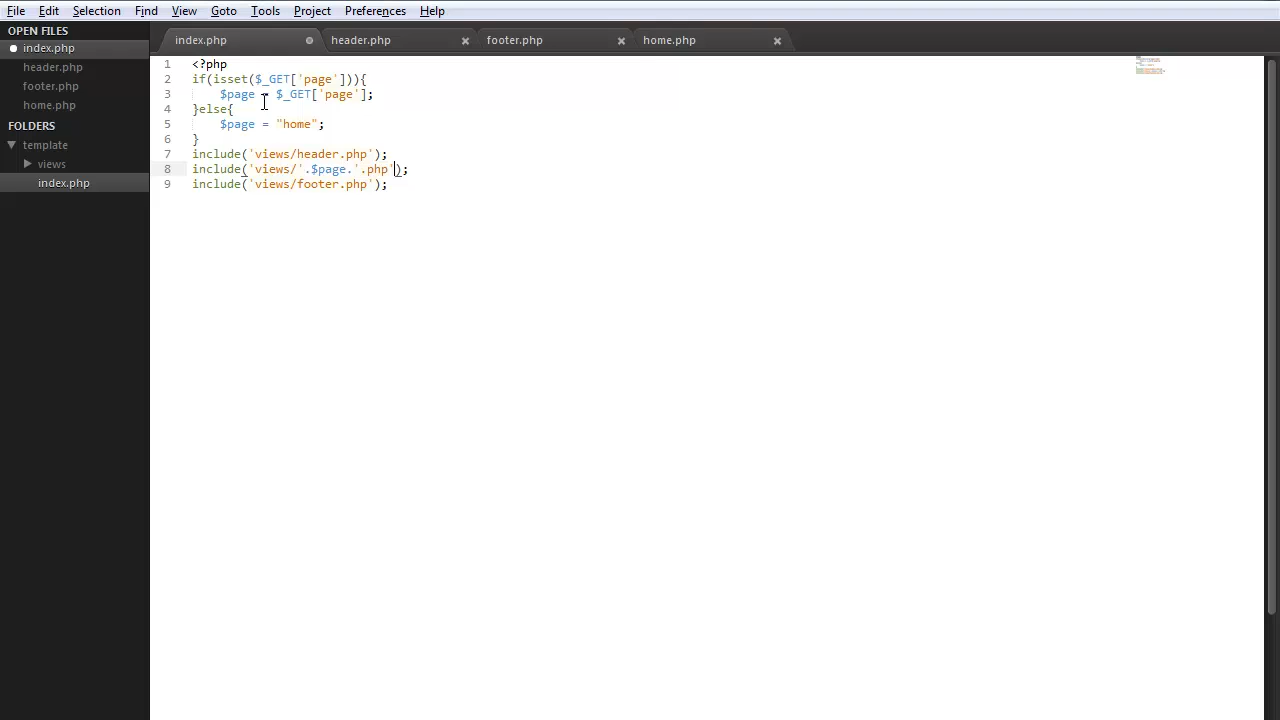 File Edit Selection Find View Goto Tools Project Preferences Help
OPEN FILES
index.php
header.php
footer.php
home.php
FOLDERS
template
views
index.php
index.php header.php footer.php home.php
1 <?php
2 if(isset($_GET['page'])){
3 $page = $_GET['page'];
4 }else{
5 $page = "home";
6 }
7 include('views/header.php');
8 include('views/'.$page.'.php');
9 include('views/footer.php');